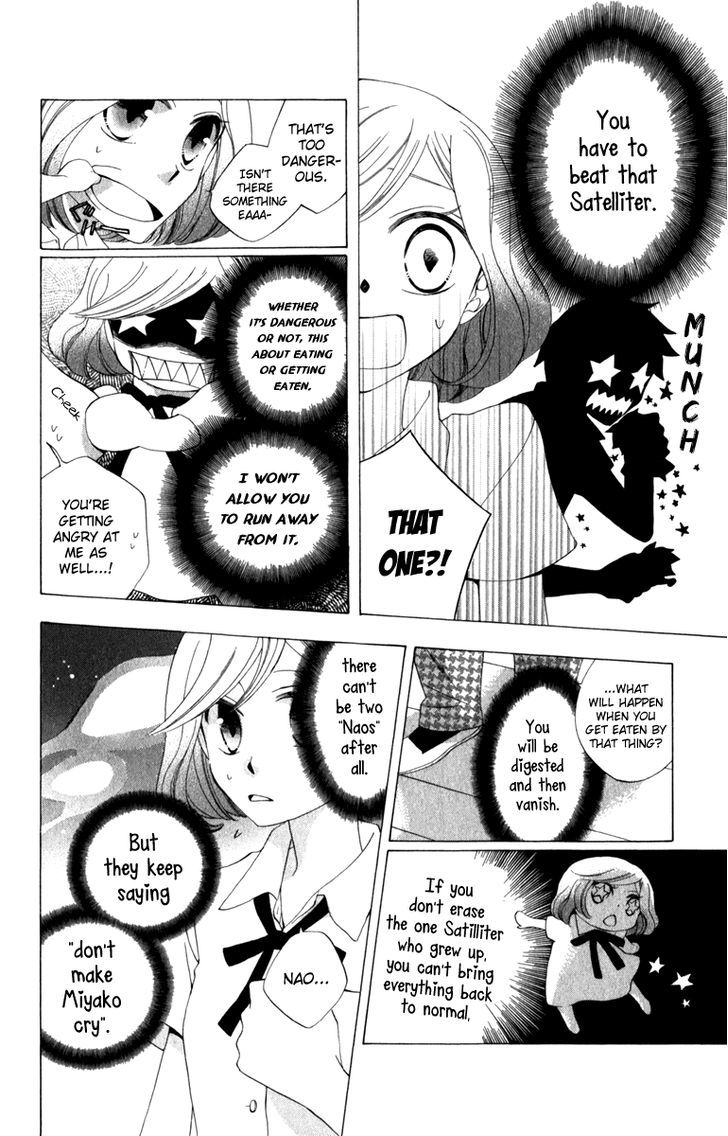 You
have to
beat that
Satelliter.
MUNCH
THAT
ONE?!
THAT'S
TOO
DANGER-
OUS.
ISN'T
THERE
SOMETHING
EAAA-
WHETHER
IT'S DANGEROUS
OR NOT, THIS
ABOUT EATING
OR GETTING
EATEN.
Cheek
I WON'T
ALLOW YOU
TO RUN AWAY
FROM IT.
YOU'RE
GETTING
ANGRY AT
ME AS
WELL...!
...WHAT
WILL HAPPEN
WHEN YOU
GET EATEN BY
THAT THING?
You
will be
digested
and then
vanish.
If you
don't erase
the one Satilliter
who grew up,
you can't bring
everything back
to normal,
there
can't
be two
"Naos"
after
all.
But
they keep
saying
"don't
make
Miyako
cry".
NAO...